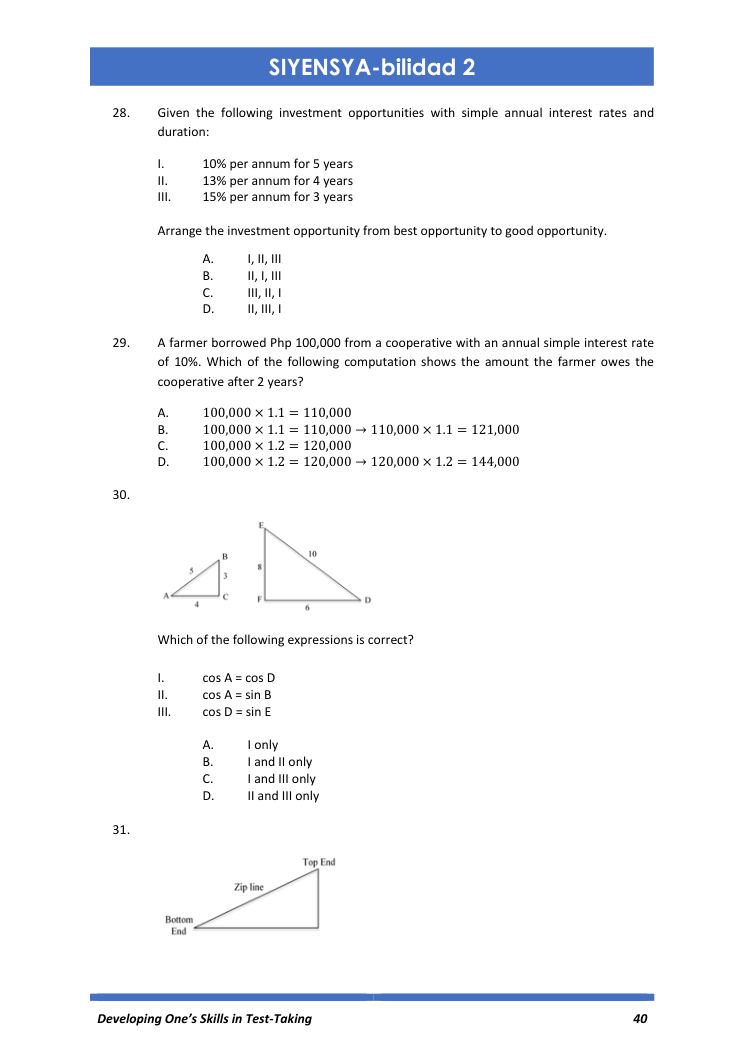 SIYENSYA-bilidad 2
28. Given the following investment opportunities with simple annual interest rates and
duration:
I. 10% per annum for 5 years
II. 13% per annum for 4 years
III. 15% per annum for 3 years
Arrange the investment opportunity from best opportunity to good opportunity.
A. I, II, III
B. II, I, III
C. III, II, I
D. II, III, I
29. A farmer borrowed Php 100,000 from a cooperative with an annual simple interest rate
of 10%. Which of the following computation shows the amount the farmer owes the
cooperative after 2 years?
A. 100,000 × 1.1 = 110,000
B. 100,000 × 1.1 = 110,000 → 110,000 × 1.1 = 121,000
C. 100,000 × 1.2 = 120,000
D. 100,000 × 1.2 = 120,000 → 120,000 × 1.2 = 144,000
30.
E
B
10
5
8
3
A
C
F
D
4
6
Which of the following expressions is correct?
I. cos A = cos D
II. cos A = sin B
III. cos D = sin E
A. I only
B. I and II only
C. I and III only
D. II and III only
31.
Top End
Zip line
Bottom
End
Developing One's Skills in Test-Taking 40